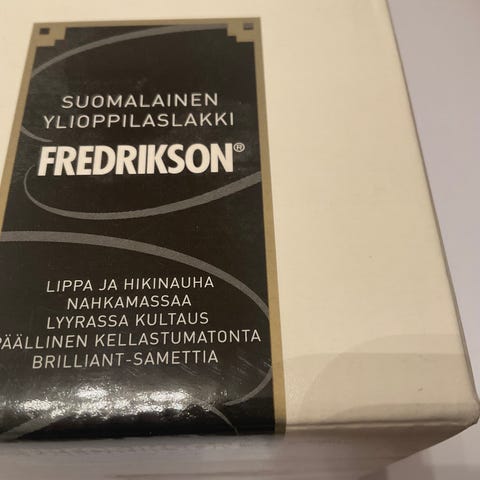 SUOMALAINEN
YLIOPPILASLAKKI
FREDRIKSON®
LIPPA JA HIKINAUHA
NAHKAMASSAA
LYYRASSA KULTAUS
PÄÄLLINEN KELLASTUMATONTA
BRILLIANT-SAMETTIA